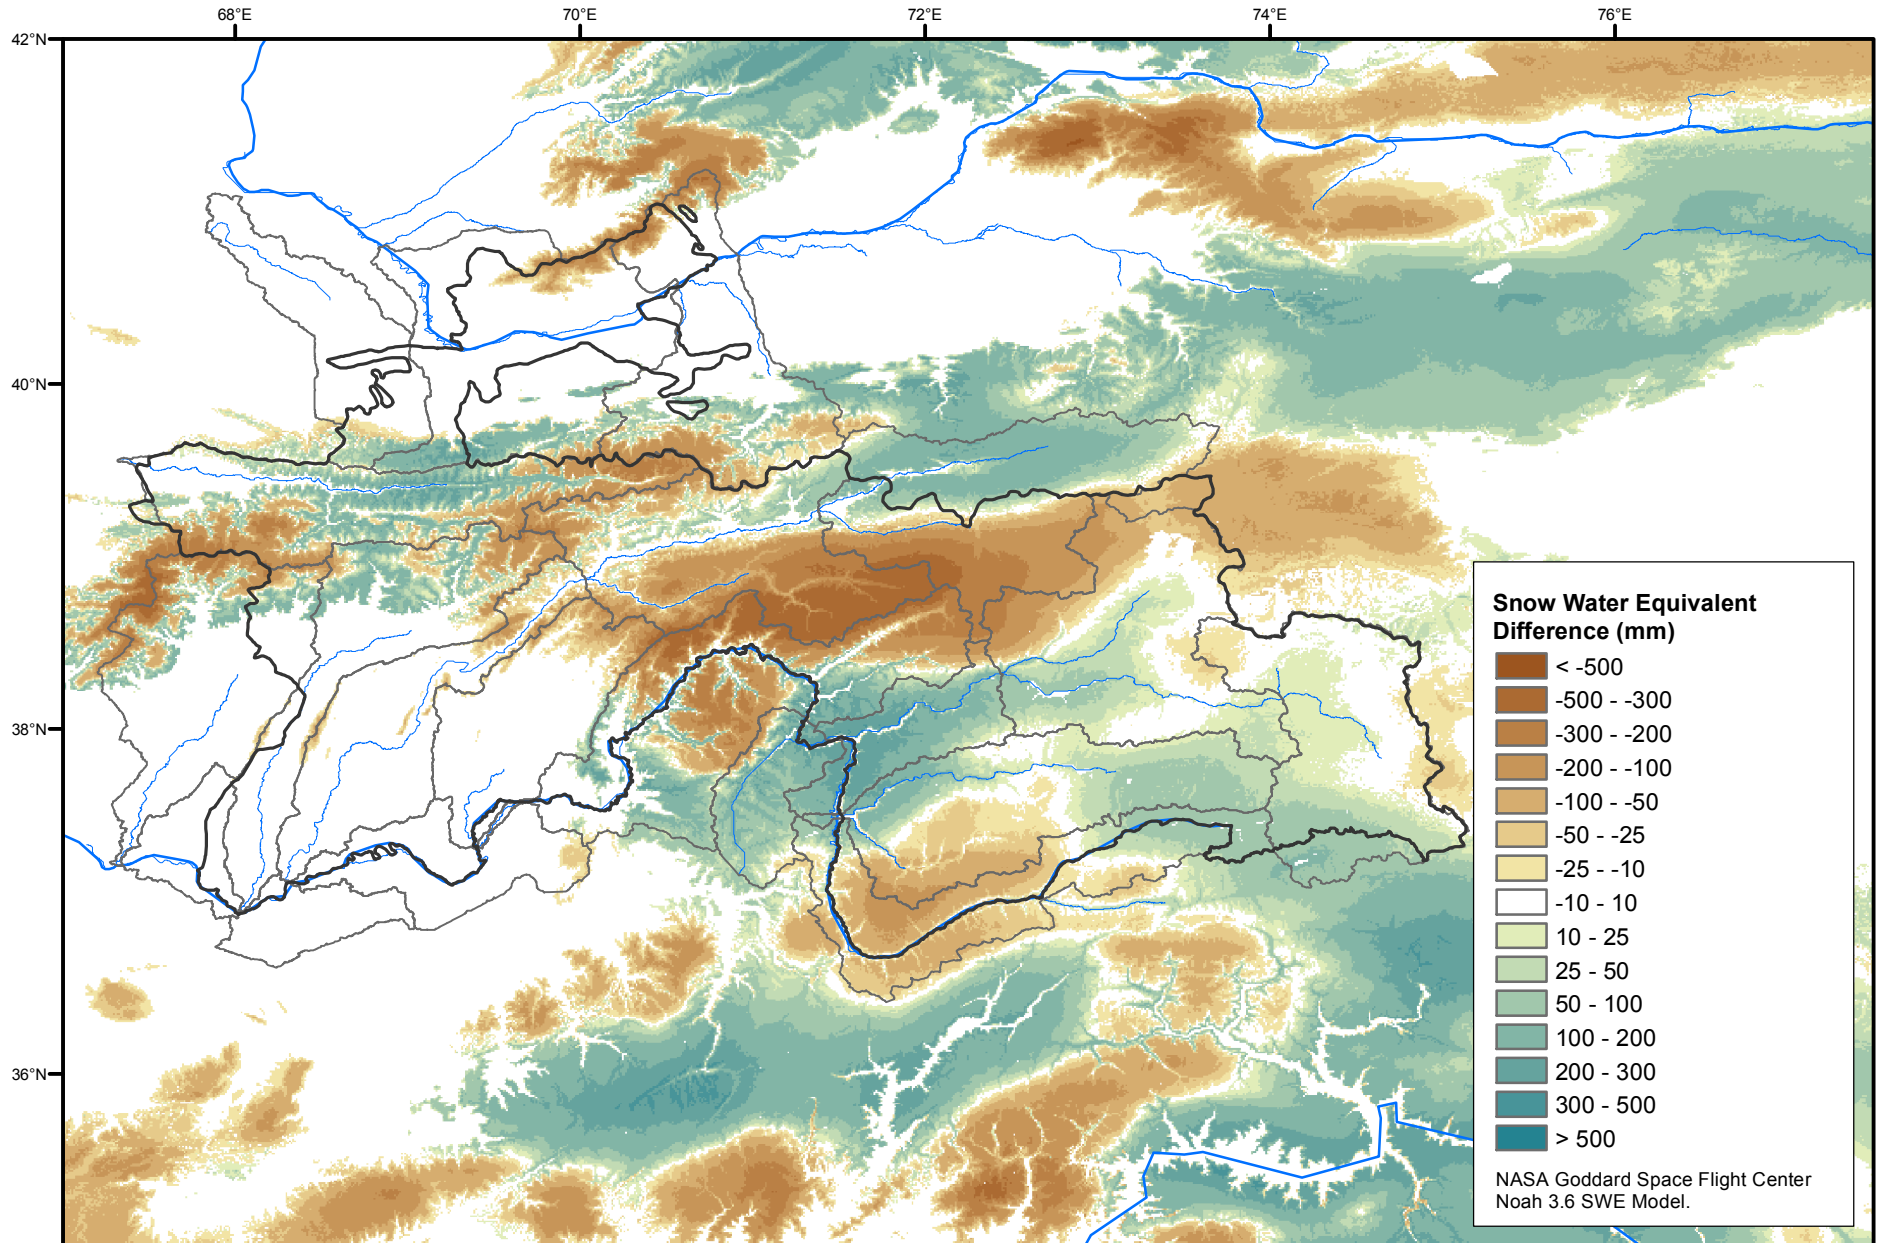 68°E
70°E
72°E
74°E
76°E
42°N
40°N
38°N
36°N
Snow Water Equivalent
Difference (mm)
< -500
-500 - -300
-300 - -200
-200 - -100
-100 - -50
-50 - -25
-25 - -10
-10 - 10
10 - 25
25 - 50
50 - 100
100 - 200
200 - 300
300 - 500
> 500
NASA Goddard Space Flight Center
Noah 3.6 SWE Model.